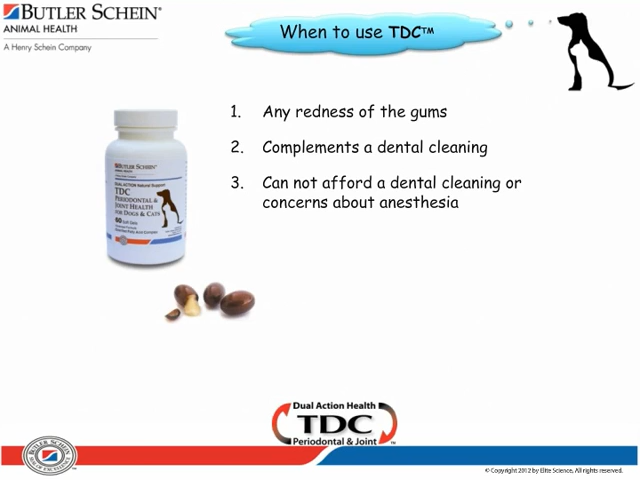 BUTLER SCHEIN®
ANIMAL HEALTH
A Henry Schein Company
When to use TDC™
1. Any redness of the gums
2. Complements a dental cleaning
3. Can not afford a dental cleaning or
concerns about anesthesia
BUTLER SCHEIN®
DUAL ACTION Natural Support
TDC
PERIODONTAL &
JOINT HEALTH
FOR DOGS & CATS
60 Soft Gels
Dual Action Health
TDC™
Periodontal & Joint
© Copyright 2012 by Elite Science. All rights reserved.